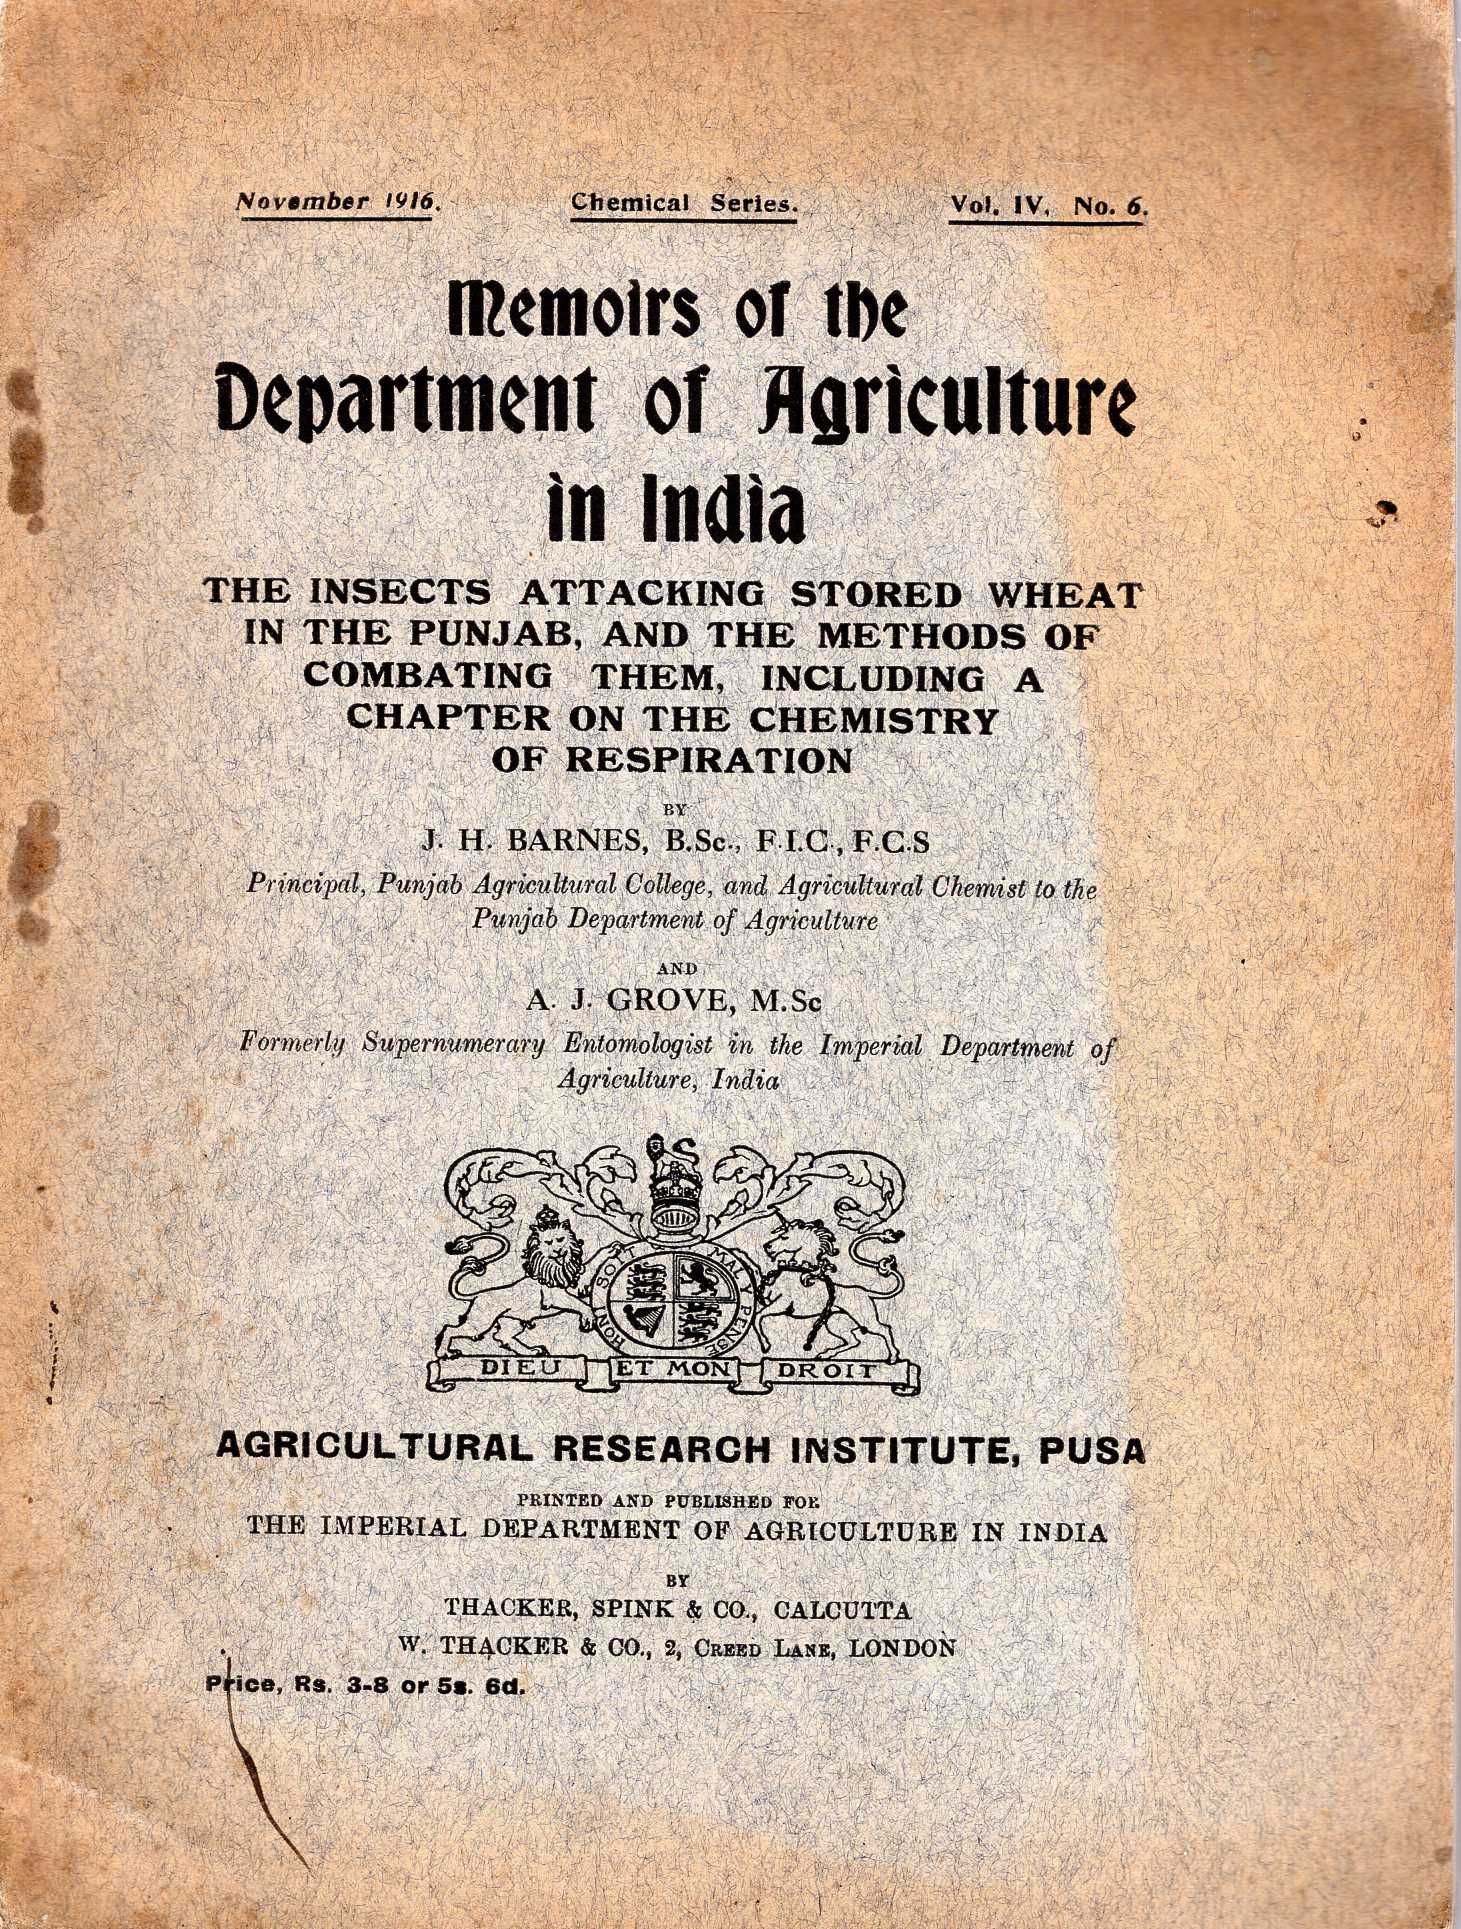 November 1916.
Chemical Series.
Vol. IV, No. 6.
Memoirs of the
Department of Agriculture
in India
THE INSECTS ATTACKING STORED WHEAT
IN THE PUNJAB, AND THE METHODS OF
COMBATING THEM, INCLUDING A
CHAPTER ON THE CHEMISTRY
OF RESPIRATION
BY
J. H. BARNES, B.Sc., F.I.C., F.C.S
Principal, Punjab Agricultural College, and Agricultural Chemist to the
Punjab Department of Agriculture
AND
A. J. GROVE, M.Sc
Formerly Supernumerary Entomologist in the Imperial Department of
Agriculture, India
HONI SOIT MAL Y PENSE
DIEU ET MON DROIT
AGRICULTURAL RESEARCH INSTITUTE, PUSA
PRINTED AND PUBLISHED FOR
THE IMPERIAL DEPARTMENT OF AGRICULTURE IN INDIA
BY
THACKER, SPINK & CO., CALCUTTA
W. THACKER & CO., 2, CREED LANE, LONDON
Price, Rs. 3-8 or 5s. 6d.